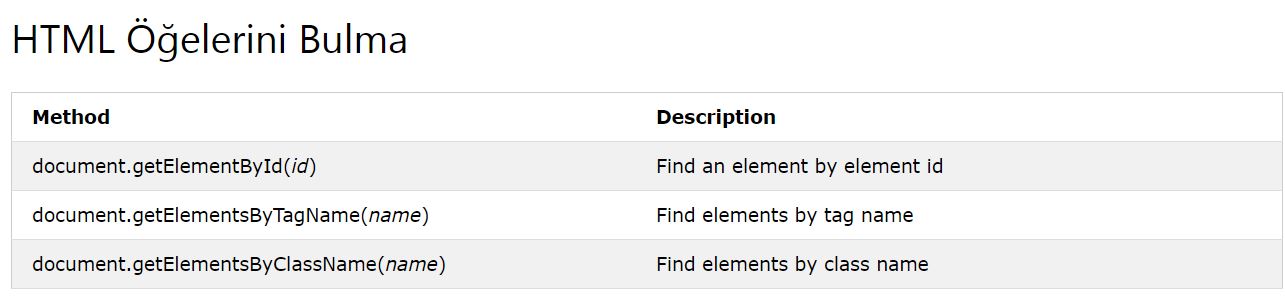 HTML Öğelerini Bulma
Method Description
document.getElementById(id) Find an element by element id
document.getElementsByTagName(name) Find elements by tag name
document.getElementsByClassName(name) Find elements by class name